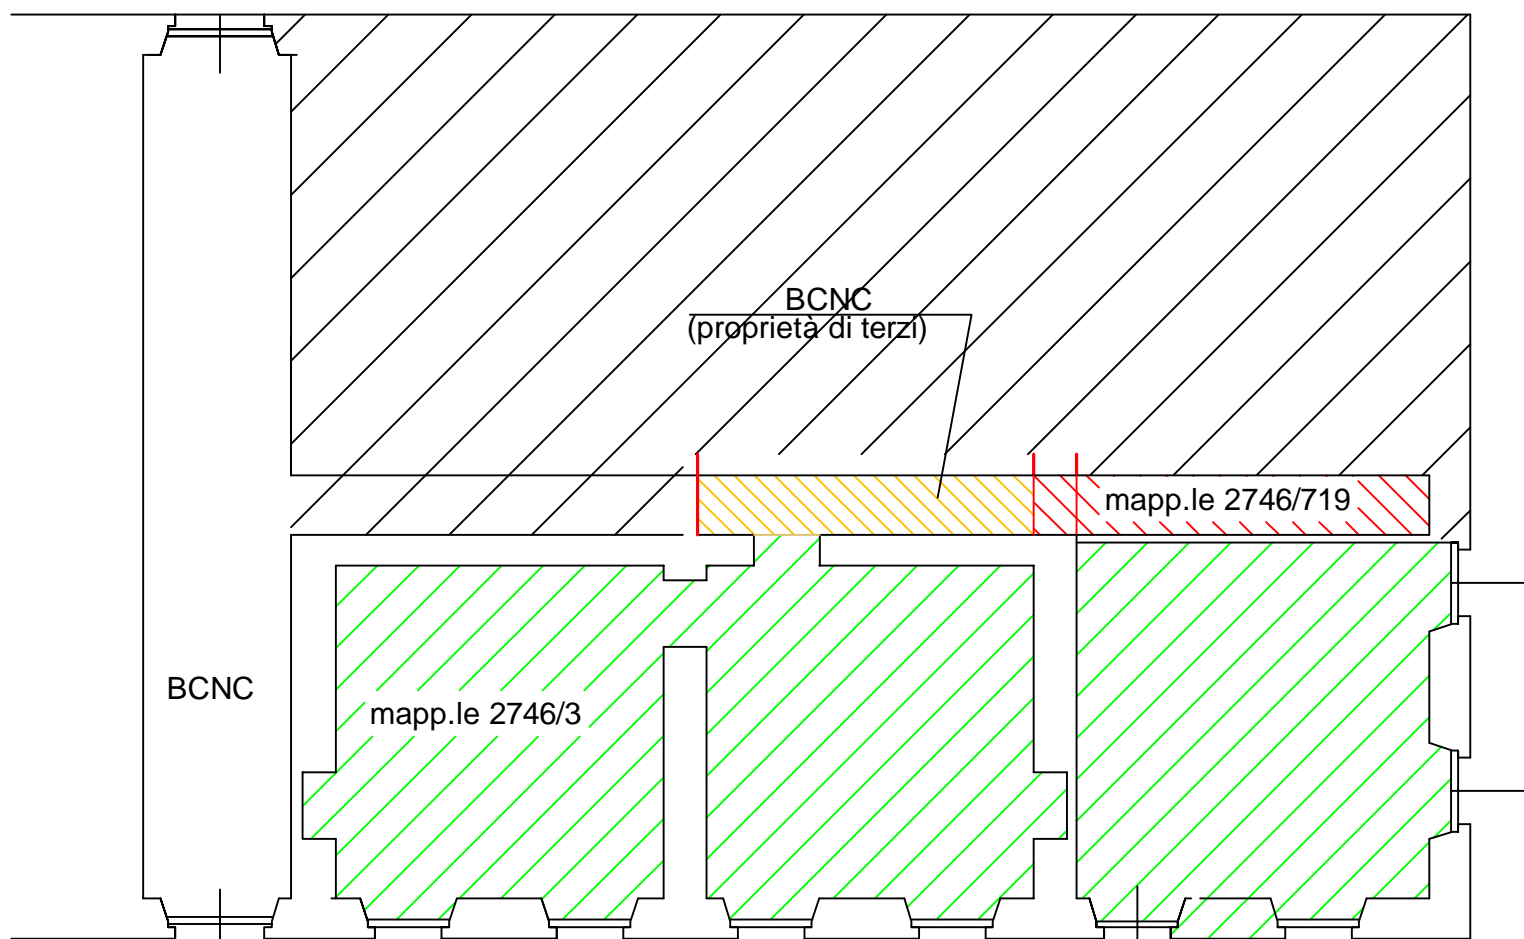 BCNC
(proprietà di terzi)
mapp.le 2746/719
BCNC
mapp.le 2746/3